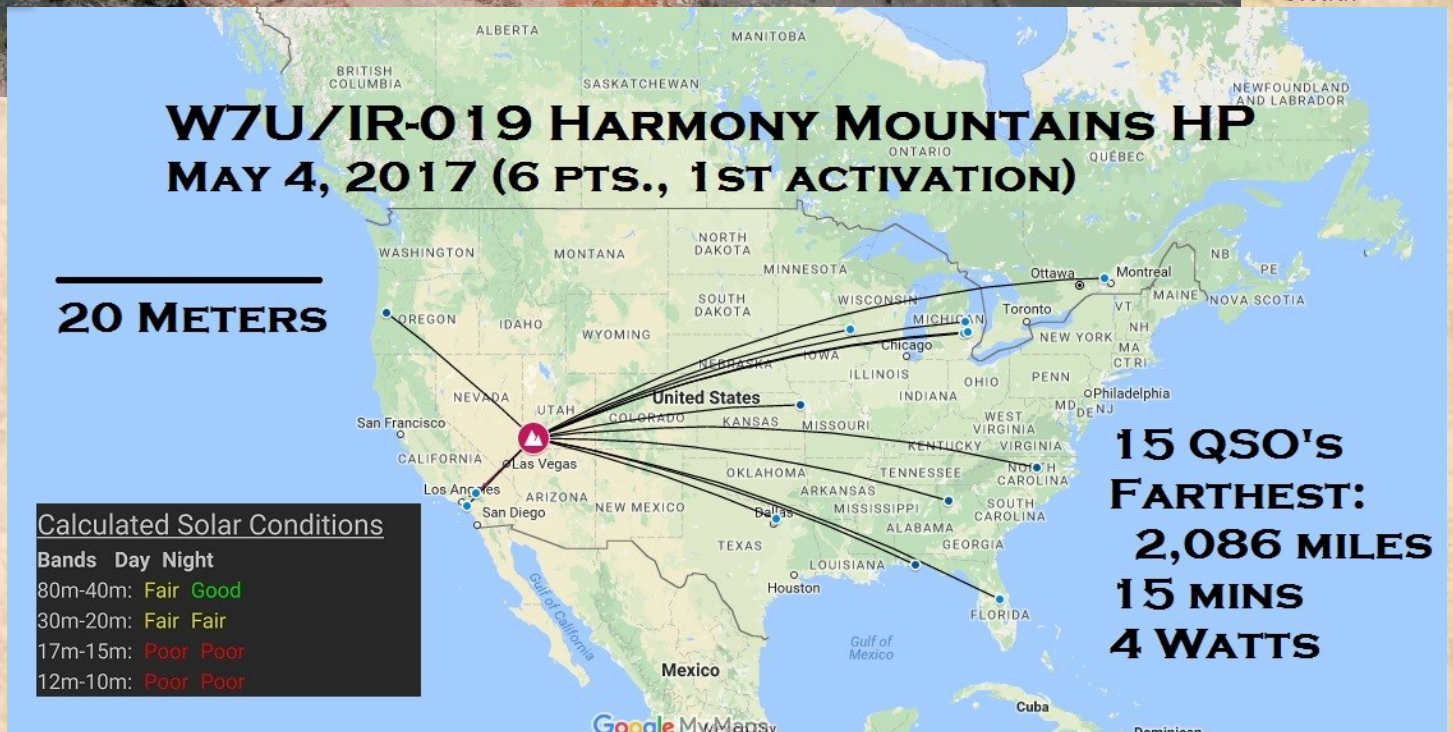 ALBERTA
MANITOBA
BRITISH
COLUMBIA
SASKATCHEWAN
NEWFOUNDLAND
AND LABRADOR
W7U/IR-019 HARMONY MOUNTAINS HP
ONTARIO
QUÉBEC
MAY 4, 2017 (6 PTS., 1ST ACTIVATION)
WASHINGTON
MONTANA
NORTH
DAKOTA
MINNESOTA
NB
PE
Ottawa
Montreal
MAINE
NOVA SCOTIA
20 METERS
OREGON
IDAHO
SOUTH
DAKOTA
WISCONSIN
MICHIGAN
Toronto
VT
NH
WYOMING
NEW YORK
MA
CT RI
Chicago
IOWA
NEBRASKA
ILLINOIS
INDIANA
OHIO
PENN
Philadelphia
NEVADA
UTAH
COLORADO
United States
KANSAS
MISSOURI
WEST
VIRGINIA
MD
DE
NJ
San Francisco
CALIFORNIA
Las Vegas
KENTUCKY
VIRGINIA
15 QSO's
FARTHEST:
2,086 MILES
15 MINS
4 WATTS
Los Angeles
San Diego
ARIZONA
NEW MEXICO
OKLAHOMA
ARKANSAS
TENNESSEE
NORTH
CAROLINA
SOUTH
CAROLINA
Dallas
MISSISSIPPI
ALABAMA
GEORGIA
TEXAS
LOUISIANA
Houston
FLORIDA
Calculated Solar Conditions
Bands Day Night
80m-40m: Fair Good
30m-20m: Fair Fair
17m-15m: Poor Poor
12m-10m: Poor Poor
Gulf of California
Gulf of
Mexico
Mexico
Cuba
Google My Maps
Dominican